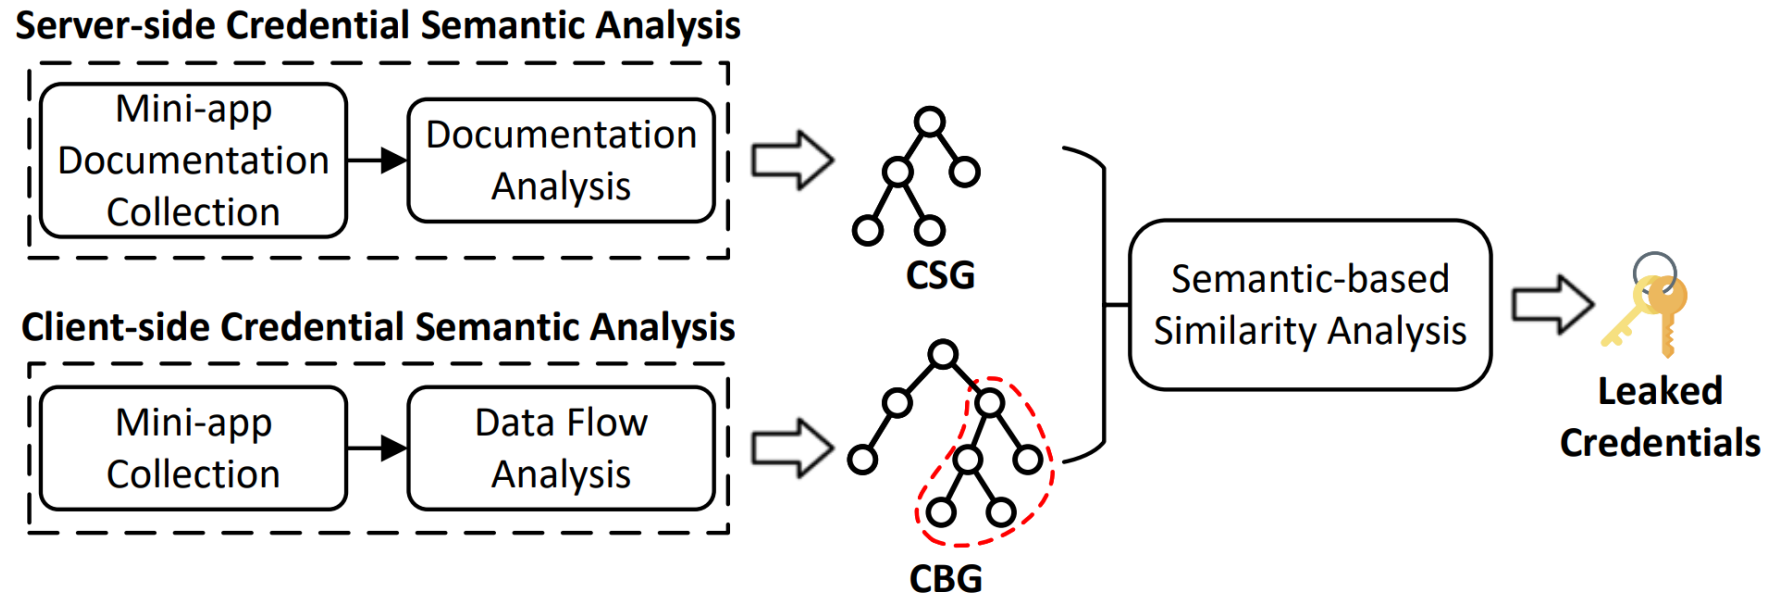 Server-side Credential Semantic Analysis
Mini-app
Documentation
Collection
Documentation
Analysis
CSG
Client-side Credential Semantic Analysis
Mini-app
Collection
Data Flow
Analysis
CBG
Semantic-based
Similarity Analysis
Leaked
Credentials